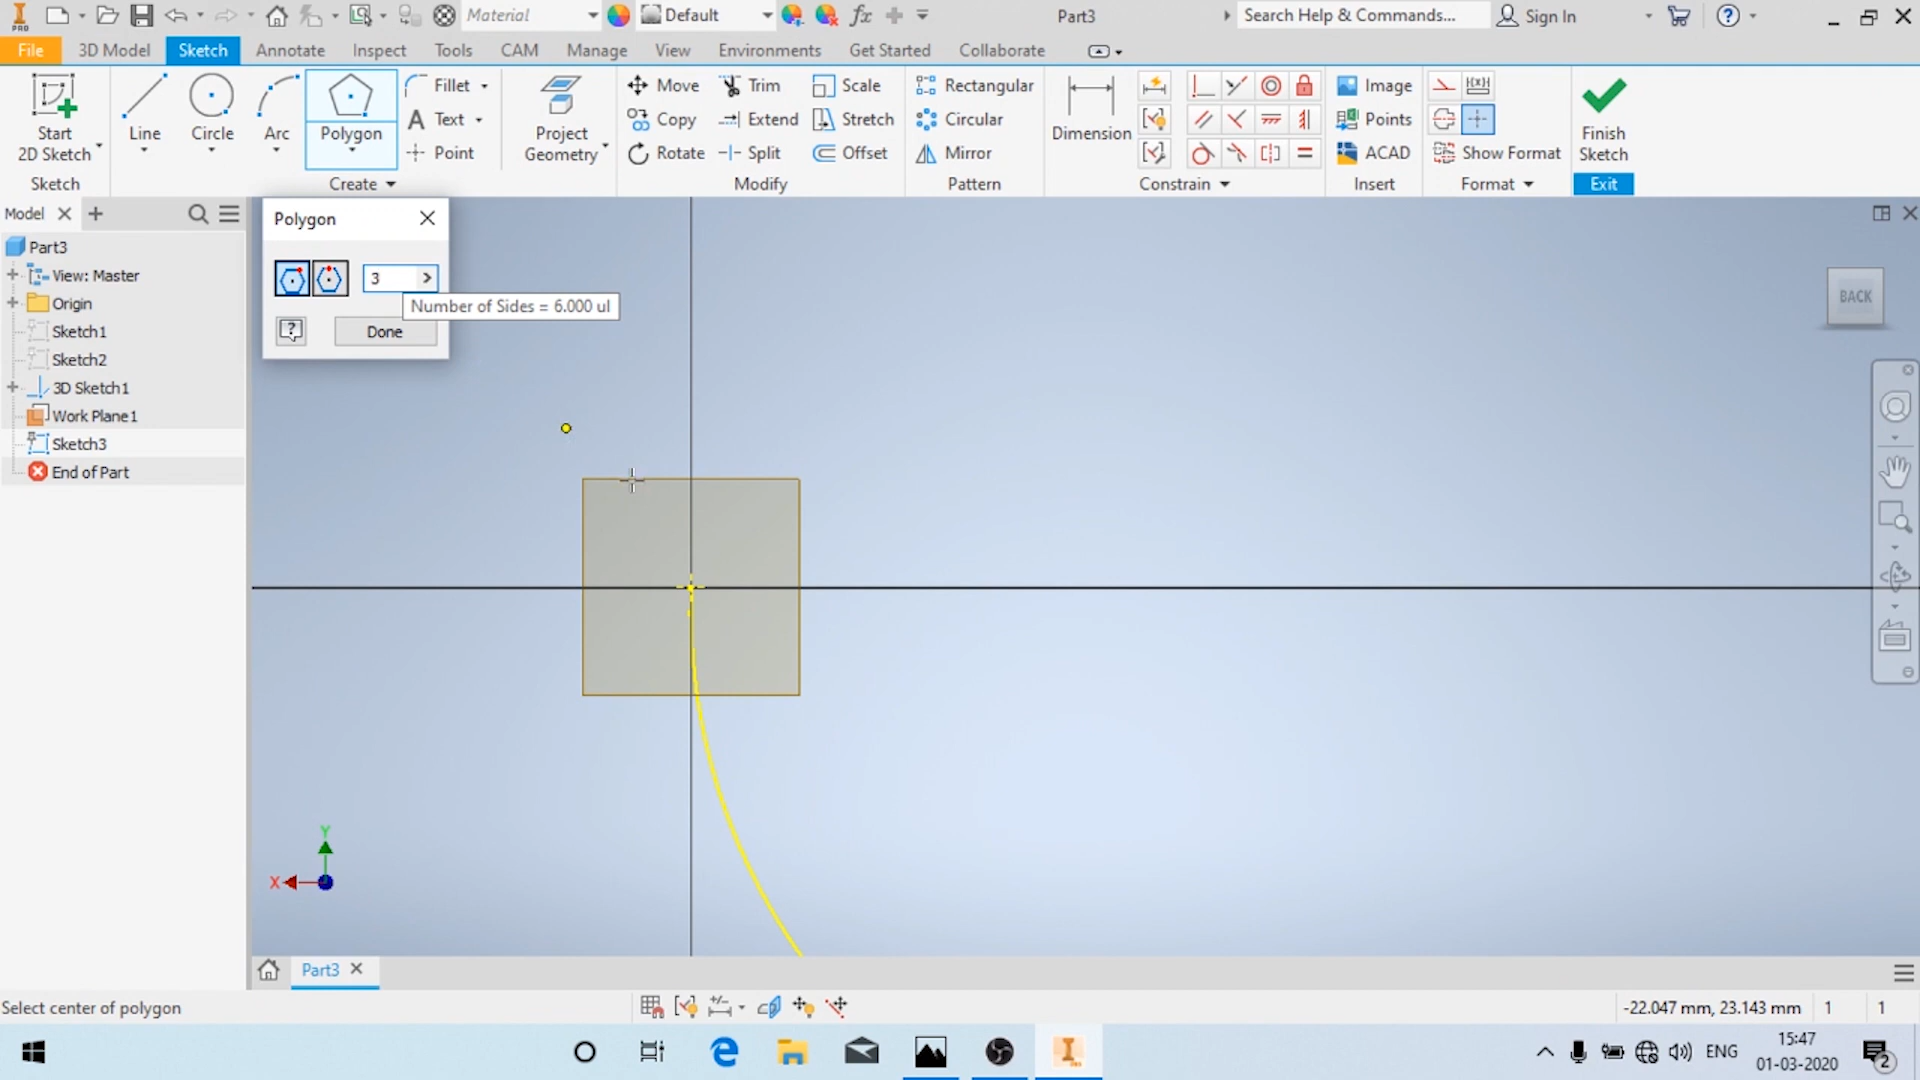 Material
Default
fx
Part3
Search Help & Commands...
Sign In
PRO
File
3D Model
Sketch
Annotate
Inspect
Tools
CAM
Manage
View
Environments
Get Started
Collaborate
Start
2D Sketch
Line
Circle
Arc
Polygon
Fillet
Text
Point
Project
Geometry
Move
Copy
Rotate
Trim
Extend
Split
Scale
Stretch
Offset
Rectangular
Circular
Mirror
Dimension
Image
Points
ACAD
Show Format
Finish
Sketch
Sketch
Create
Modify
Pattern
Constrain
Insert
Format
Exit
Model
Part3
View: Master
Origin
Sketch1
Sketch2
3D Sketch1
Work Plane1
Sketch3
End of Part
Polygon
3
Number of Sides = 6.000 ul
Done
BACK
Y
X
Part3
Select center of polygon
-22.047 mm, 23.143 mm
1
1
ENG
15:47
01-03-2020
2